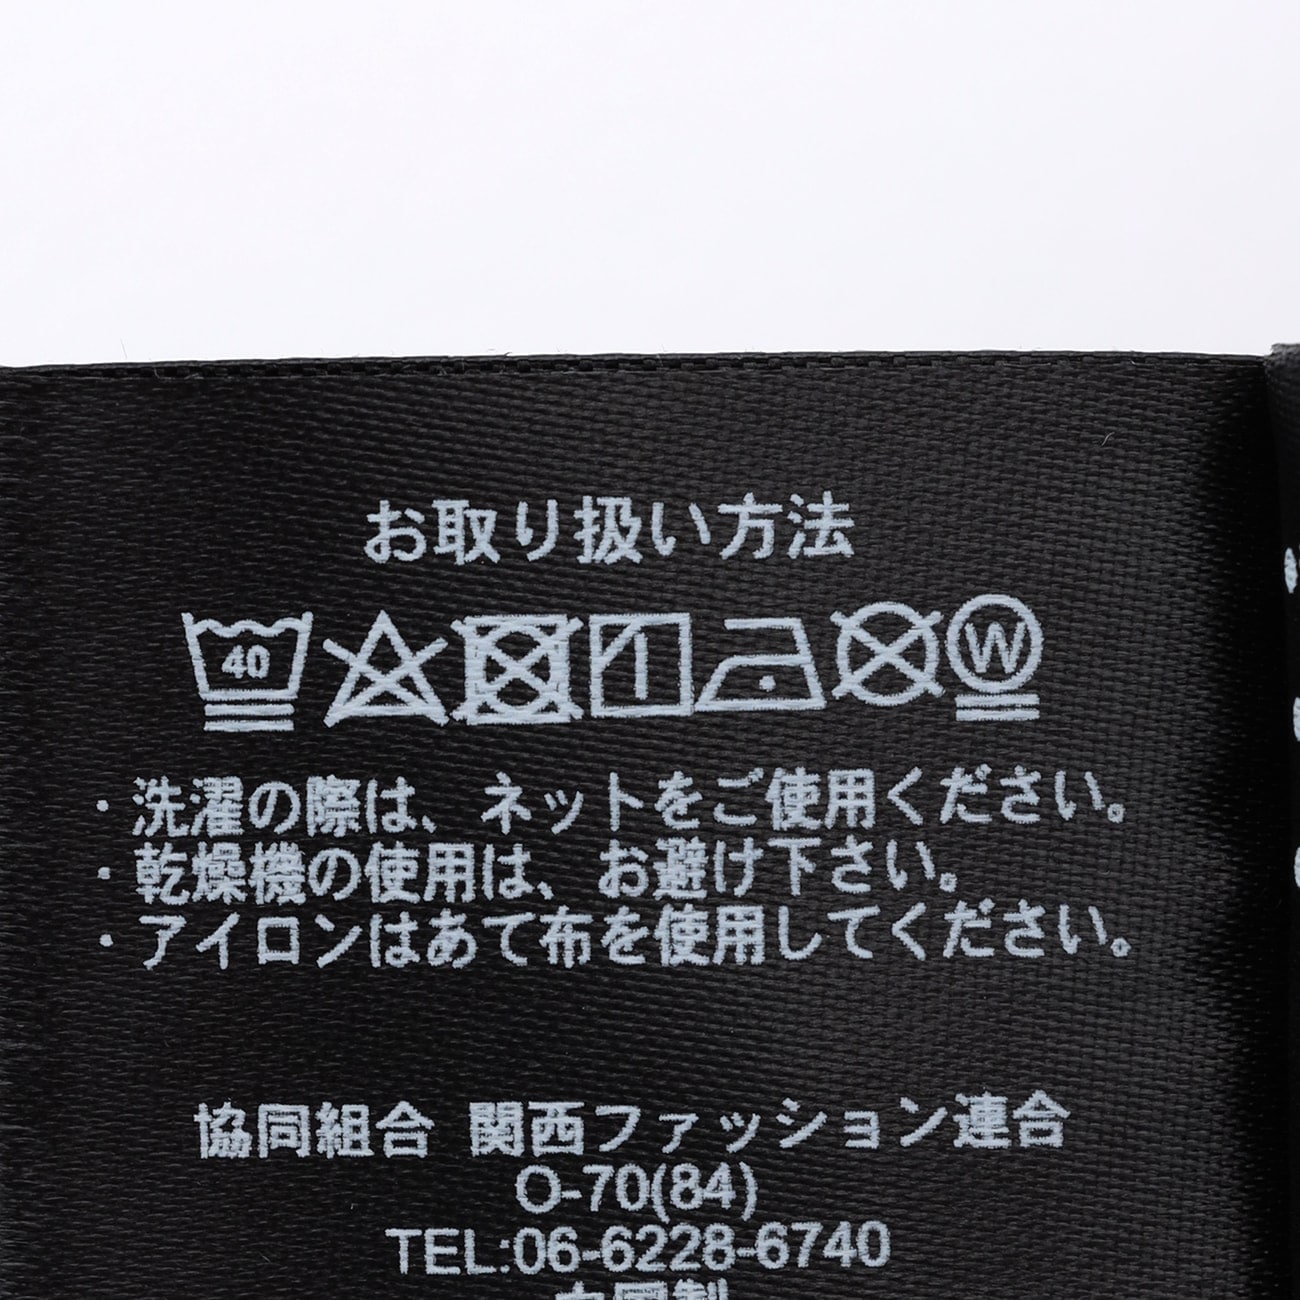 お取り扱い方法
40 W
・洗濯の際は、ネットをご使用ください。
・乾燥機の使用は、お避け下さい。
・アイロンはあて布を使用してください。
協同組合 関西ファッション連合
O-70(84)
TEL:06-6228-6740
中国製